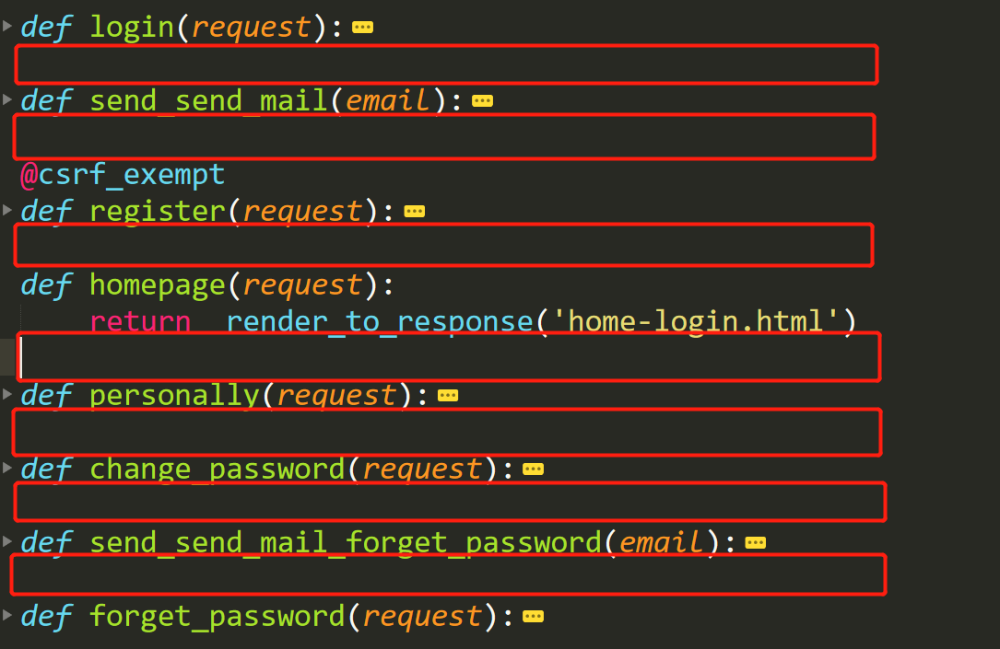 def login(request):
def send_send_mail(email):
@csrf_exempt
def register(request):
def homepage(request):
    return  render_to_response('home-login.html')
def personally(request):
def change_password(request):
def send_send_mail_forget_password(email):
def forget_password(request):